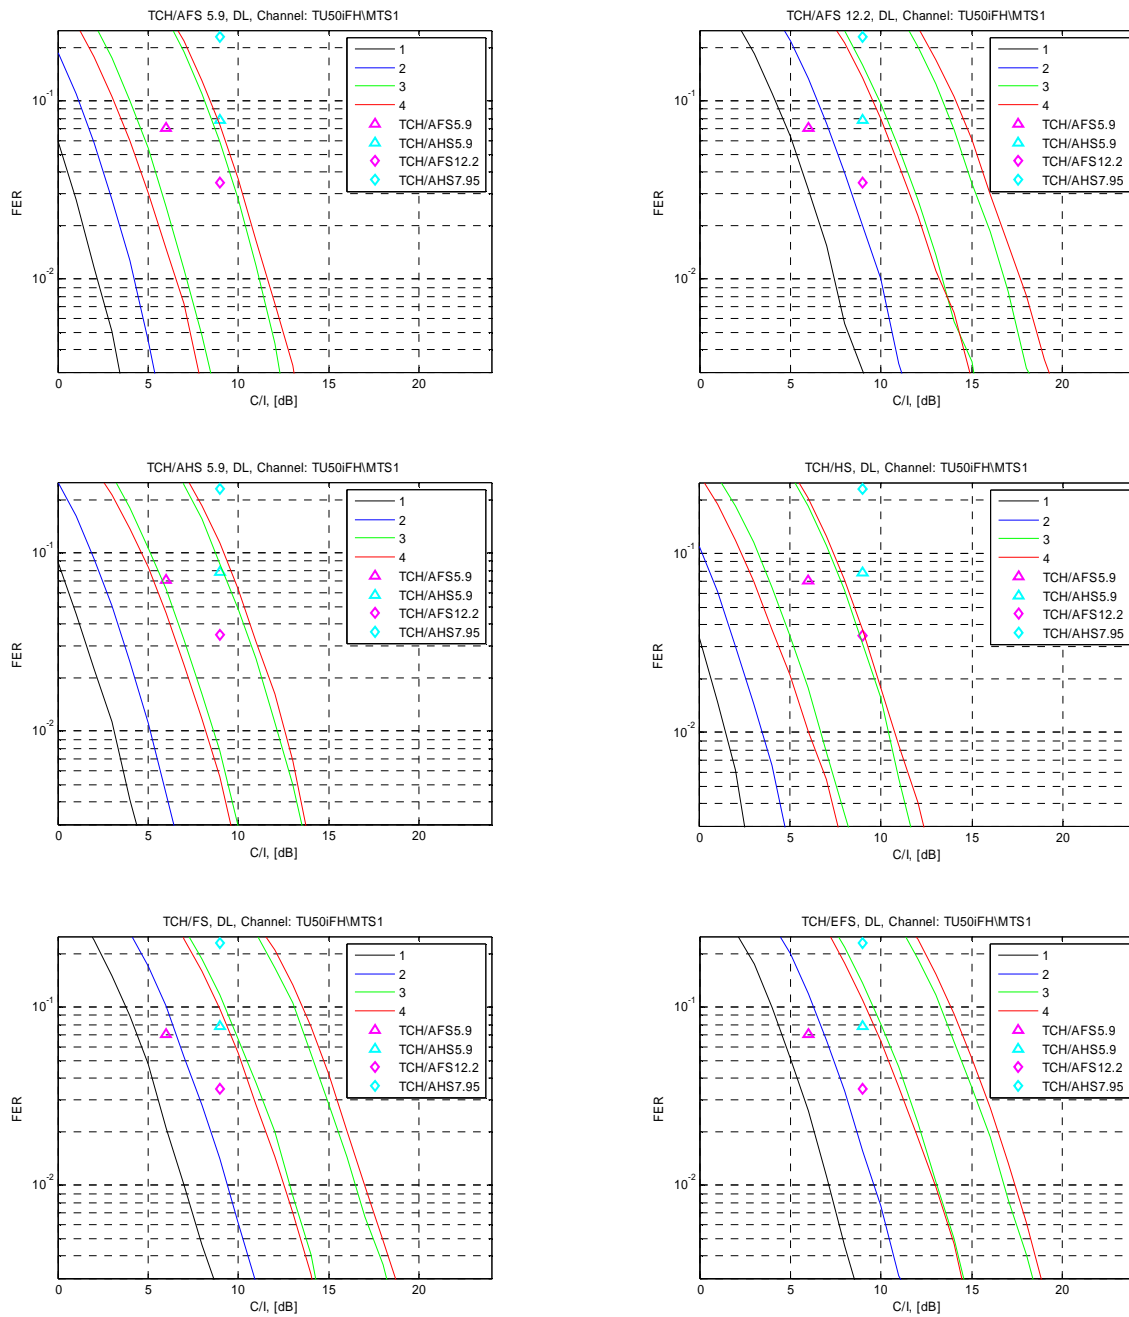 TCH/AFS 5.9, DL, Channel: TU50iFH\MTS1
1
2
3
4
TCH/AFS5.9
TCH/AHS5.9
TCH/AFS12.2
TCH/AHS7.95
10^-1
10^-2
FER
0 5 10 15 20
C/I, [dB]
TCH/AFS 12.2, DL, Channel: TU50iFH\MTS1
1
2
3
4
TCH/AFS5.9
TCH/AHS5.9
TCH/AFS12.2
TCH/AHS7.95
10^-1
10^-2
FER
0 5 10 15 20
C/I, [dB]
TCH/AHS 5.9, DL, Channel: TU50iFH\MTS1
1
2
3
4
TCH/AFS5.9
TCH/AHS5.9
TCH/AFS12.2
TCH/AHS7.95
10^-1
10^-2
FER
0 5 10 15 20
C/I, [dB]
TCH/HS, DL, Channel: TU50iFH\MTS1
1
2
3
4
TCH/AFS5.9
TCH/AHS5.9
TCH/AFS12.2
TCH/AHS7.95
10^-1
10^-2
FER
0 5 10 15 20
C/I, [dB]
TCH/FS, DL, Channel: TU50iFH\MTS1
1
2
3
4
TCH/AFS5.9
TCH/AHS5.9
TCH/AFS12.2
TCH/AHS7.95
10^-1
10^-2
FER
0 5 10 15 20
C/I, [dB]
TCH/EFS, DL, Channel: TU50iFH\MTS1
1
2
3
4
TCH/AFS5.9
TCH/AHS5.9
TCH/AFS12.2
TCH/AHS7.95
10^-1
10^-2
FER
0 5 10 15 20
C/I, [dB]